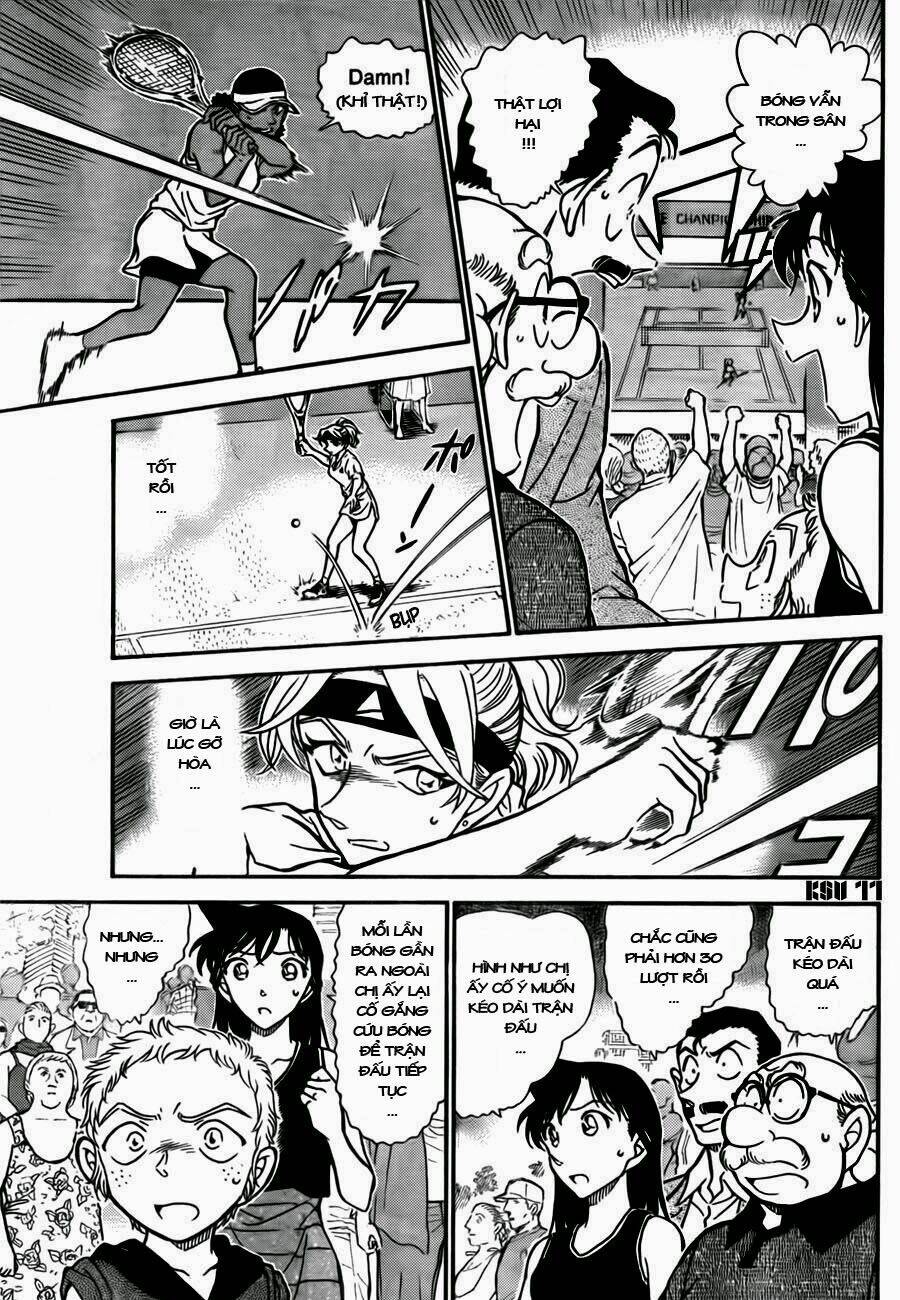 BÓNG VẪN
TRONG SÂN
...
THẬT LỢI
HẠI
!!!
CHANPIONSHIP
Damn!
(KHỈ THẬT!)
TỐT
RỒI
...
BỤP
GIỜ LÀ
LÚC GỠ
HÒA
...
KSU 77
TRẬN ĐẤU
KÉO DÀI
QUÁ
...
CHẮC CŨNG
PHẢI HƠN 30
LƯỢT RỒI
...
HÌNH NHƯ CHỊ
ẤY CỐ Ý MUỐN
KÉO DÀI TRẬN
ĐẤU
...
MỖI LẦN
BÓNG GẦN
RA NGOÀI
CHỊ ẤY LẠI
CỐ GẮNG
CỨU BÓNG
ĐỂ TRẬN
ĐẤU TIẾP
TỤC
...
NHƯNG...
NHƯNG
...